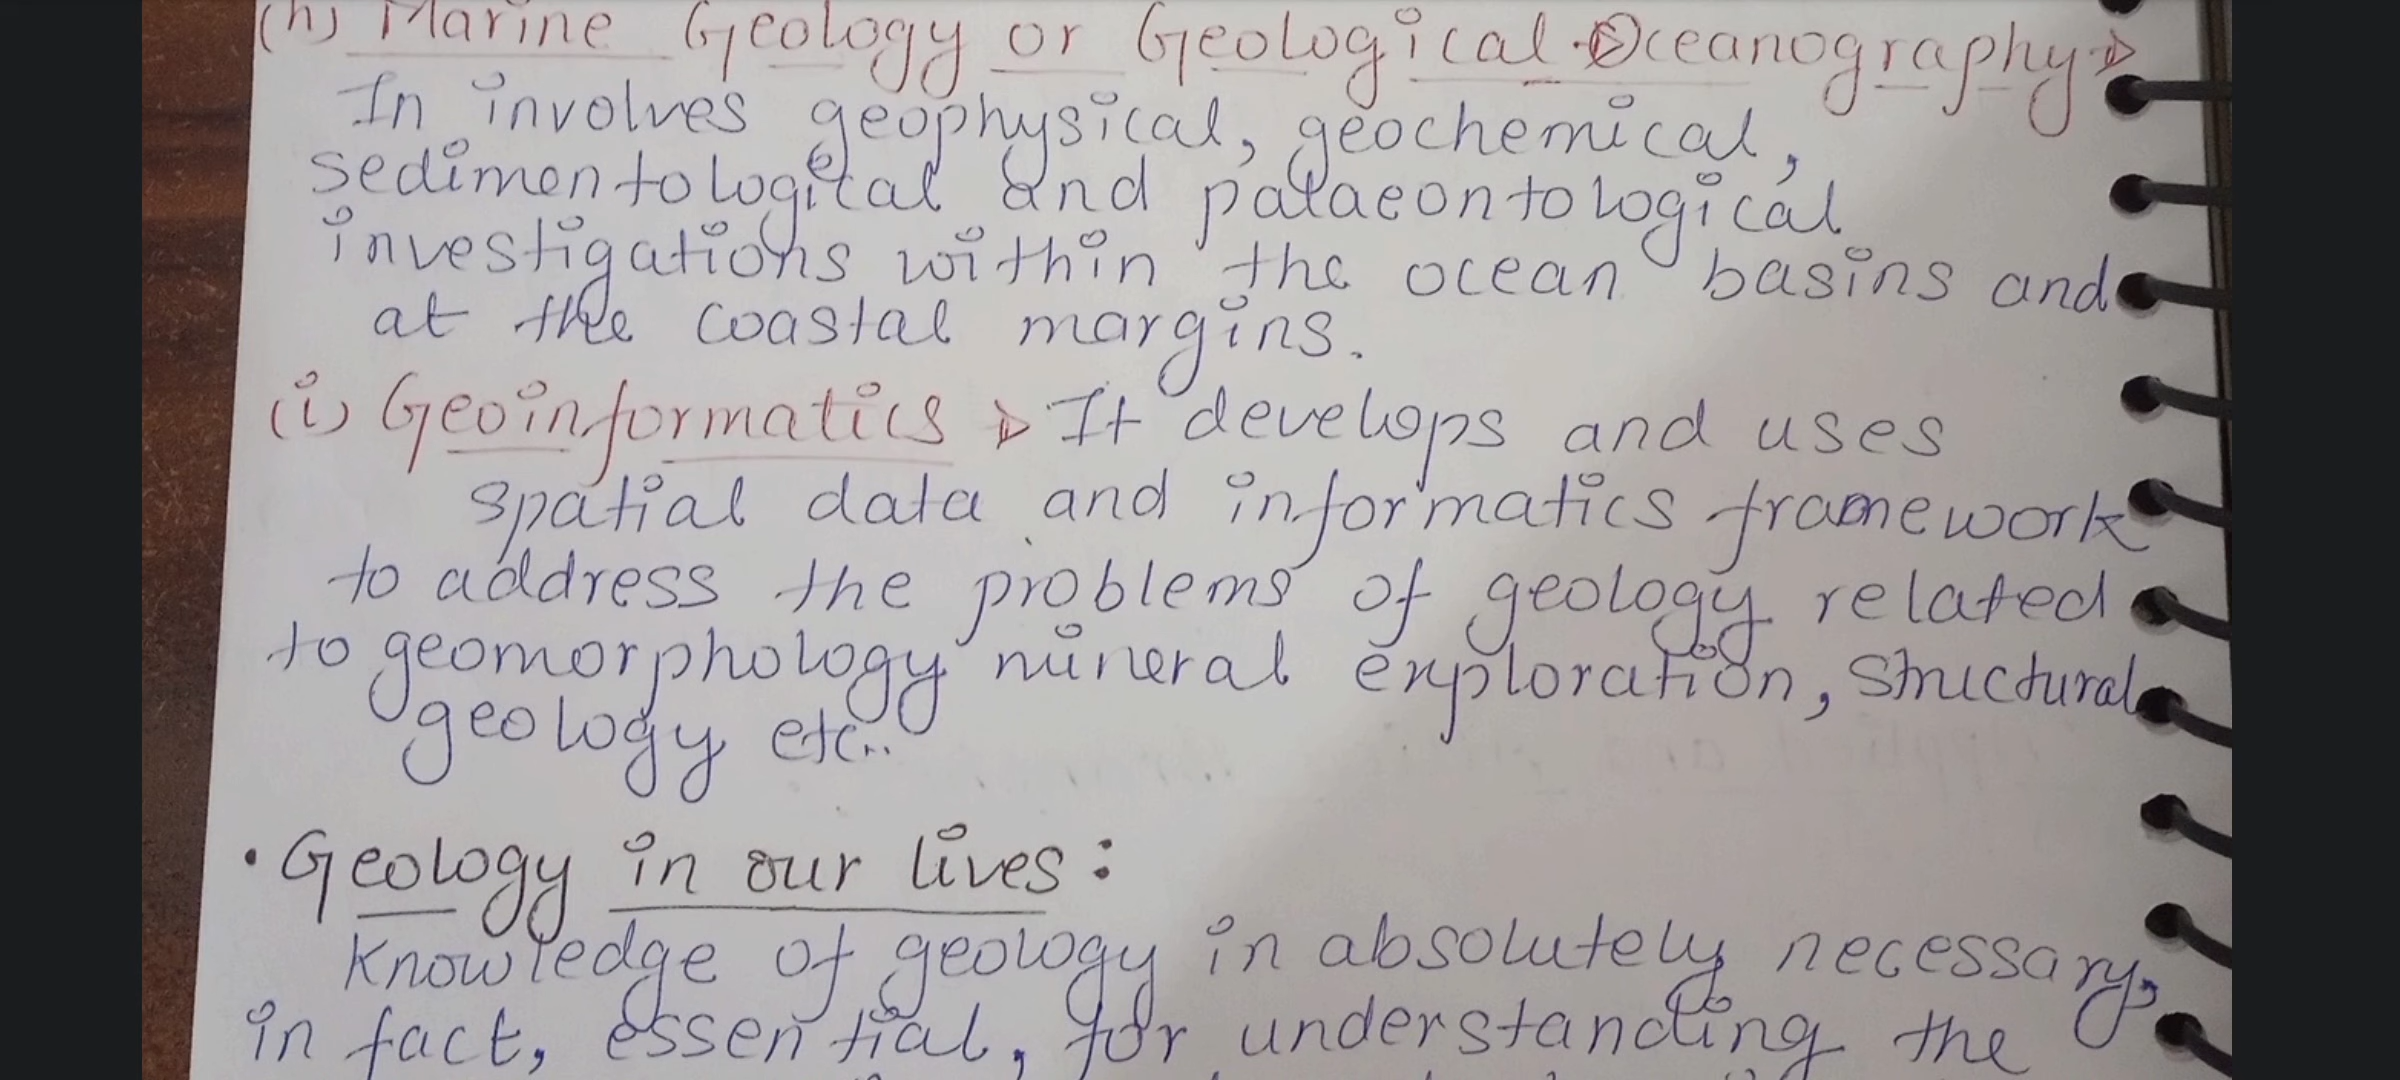 (h) Marine Geology or Geological Oceanography
In involves geophysical, geochemical,
sedimentological and palaeontological
investigations within the ocean basins and
at the coastal margins.
(i) Geoinformatics It develops and uses
spatial data and informatics framework
to address the problems of geology related
to geomorphology mineral exploration, structural
geology etc..
• Geology in our lives:
Knowledge of geology in absolutely necessary,
in fact, essential, for understanding the